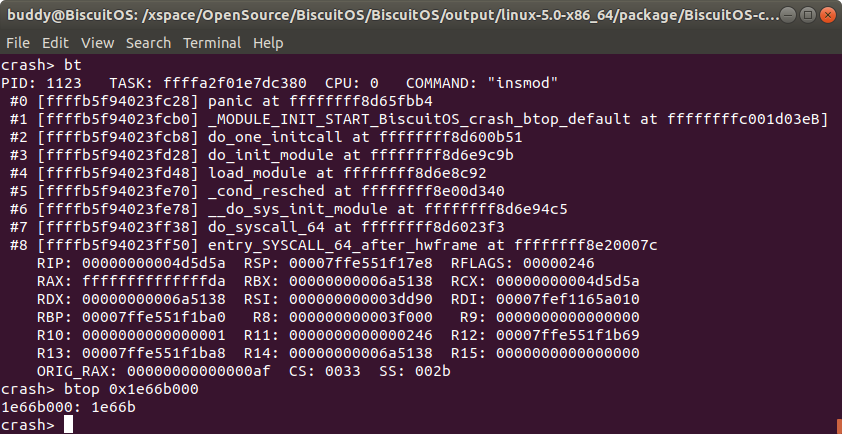 buddy@BiscuitOS: /xspace/OpenSource/BiscuitOS/BiscuitOS/output/linux-5.0-x86_64/package/BiscuitOS-c...
File Edit View Search Terminal Help
crash> bt
PID: 1123   TASK: ffffa2f01e7dc380  CPU: 0   COMMAND: "insmod"
 #0 [ffffb5f94023fc28] panic at ffffffff8d65fbb4
 #1 [ffffb5f94023fcb0] _MODULE_INIT_START_BiscuitOS_crash_btop_default at ffffffffc001d03eB]
 #2 [ffffb5f94023fcb8] do_one_initcall at ffffffff8d600b51
 #3 [ffffb5f94023fd28] do_init_module at ffffffff8d6e9c9b
 #4 [ffffb5f94023fd48] load_module at ffffffff8d6e8c92
 #5 [ffffb5f94023fe70] _cond_resched at ffffffff8e00d340
 #6 [ffffb5f94023fe78] __do_sys_init_module at ffffffff8d6e94c5
 #7 [ffffb5f94023ff38] do_syscall_64 at ffffffff8d6023f3
 #8 [ffffb5f94023ff50] entry_SYSCALL_64_after_hwframe at ffffffff8e20007c
    RIP: 00000000004d5d5a  RSP: 00007ffe551f17e8  RFLAGS: 00000246
    RAX: ffffffffffffffda  RBX: 00000000006a5138  RCX: 00000000004d5d5a
    RDX: 00000000006a5138  RSI: 000000000003dd90  RDI: 00007fef1165a010
    RBP: 00007ffe551f1ba0   R8: 000000000003f000   R9: 0000000000000000
    R10: 0000000000000001  R11: 0000000000000246  R12: 00007ffe551f1b69
    R13: 00007ffe551f1ba8  R14: 00000000006a5138  R15: 0000000000000000
    ORIG_RAX: 00000000000000af  CS: 0033  SS: 002b
crash> btop 0x1e66b000
1e66b000: 1e66b
crash>